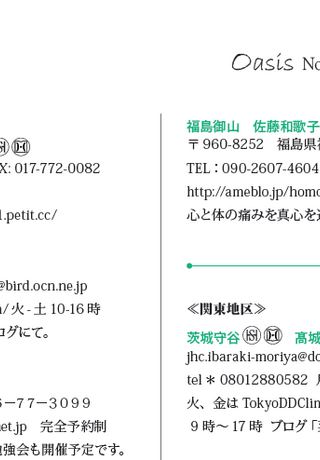 Oasis No
X: 017-772-0082
.petit.cc/
@bird.ocn.ne.jp
/火-土 10-16 時
ログにて。
6−77−3099
et.jp　完全予約制
勉強会も開催予定です。
福島御山　佐藤和歌子
〒960-8252　福島県福
TEL：090-2607-4604
http://ameblo.jp/homo
心と体の痛みを真心を
≪関東地区≫
茨城守谷　髙城
jhc.ibaraki-moriya@do
tel＊ 08012880582
火、金は TokyoDDClin
９時～17 時 ブログ「